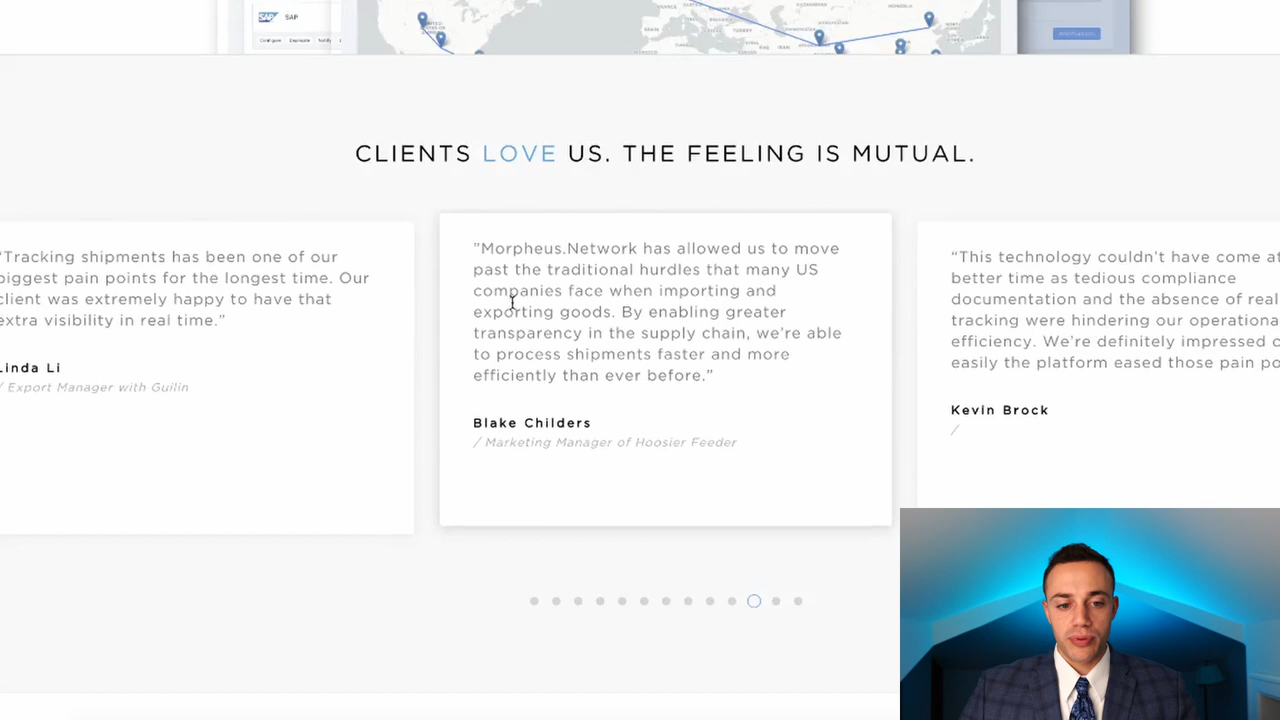 SAP
SAP
CLIENTS LOVE US. THE FEELING IS MUTUAL.
“Tracking shipments has been one of our
biggest pain points for the longest time. Our
client was extremely happy to have that
extra visibility in real time.”
Linda Li
/ Export Manager with Guilin
"Morpheus.Network has allowed us to move
past the traditional hurdles that many US
companies face when importing and
exporting goods. By enabling greater
transparency in the supply chain, we’re able
to process shipments faster and more
efficiently than ever before.”
Blake Childers
/ Marketing Manager of Hoosier Feeder
“This technology couldn’t have come at
better time as tedious compliance
documentation and the absence of real
tracking were hindering our operationa
efficiency. We’re definitely impressed
easily the platform eased those pain po
Kevin Brock
/